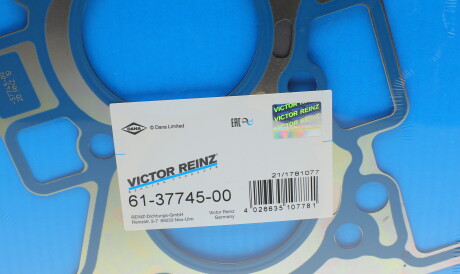 DANA
© Dana Limited
EAC
VICTOR REINZ
VICTOR REINZ
61-37745-00
REINZ-Dichtungs-GmbH
Reinzstr. 3-7, 89233 Neu-Ulm
Victor Reinz
Germany
21/1781077
4 026635 107781